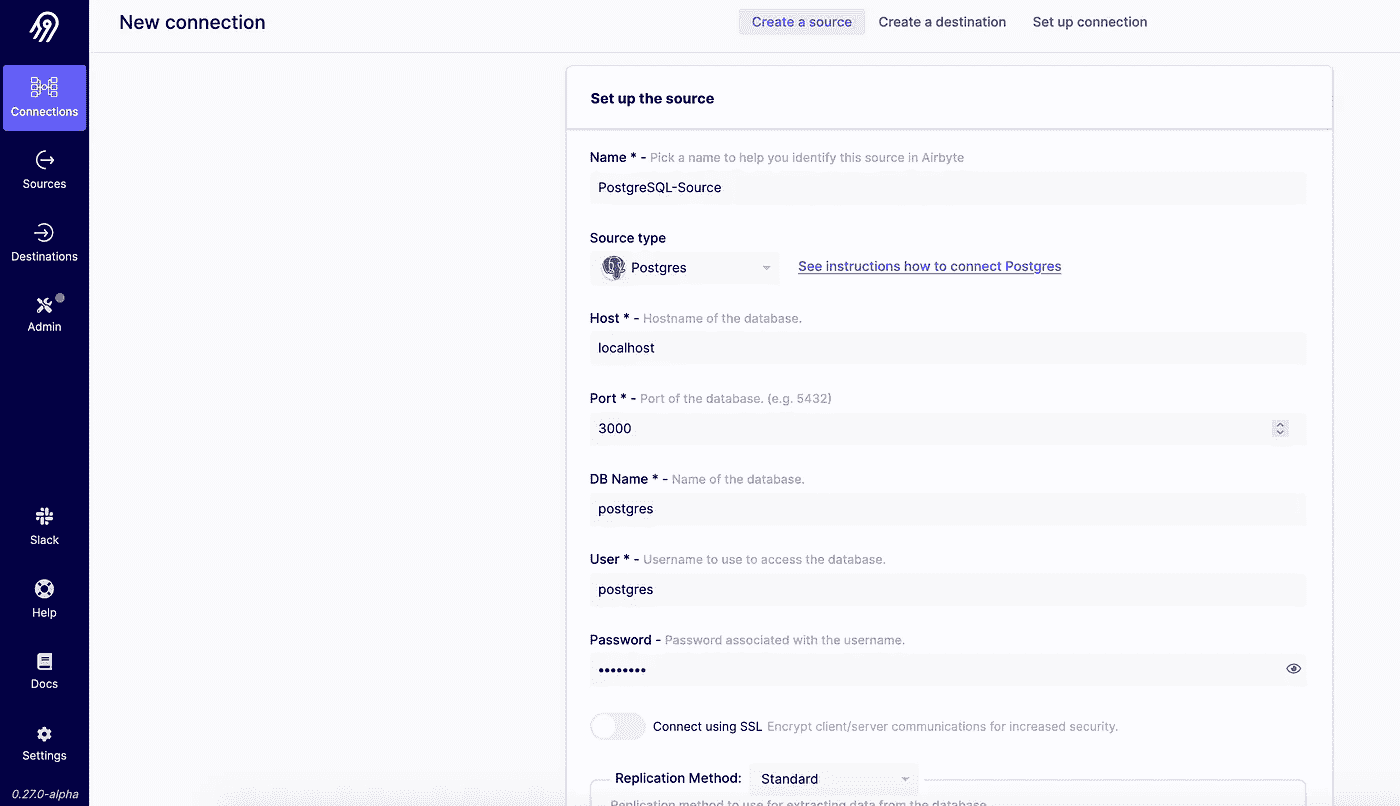 New connection
Create a source
Create a destination
Set up connection
Connections
Sources
Destinations
Admin
Slack
Help
Docs
Settings
0.27.0-alpha
Set up the source
Name * - Pick a name to help you identify this source in Airbyte
PostgreSQL-Source
Source type
Postgres
See instructions how to connect Postgres
Host * - Hostname of the database.
localhost
Port * - Port of the database. (e.g. 5432)
3000
DB Name * - Name of the database.
postgres
User * - Username to use to access the database.
postgres
Password - Password associated with the username.
••••••••
Connect using SSL Encrypt client/server communications for increased security.
Replication Method: Standard
Replication method to use for extracting data from the database.